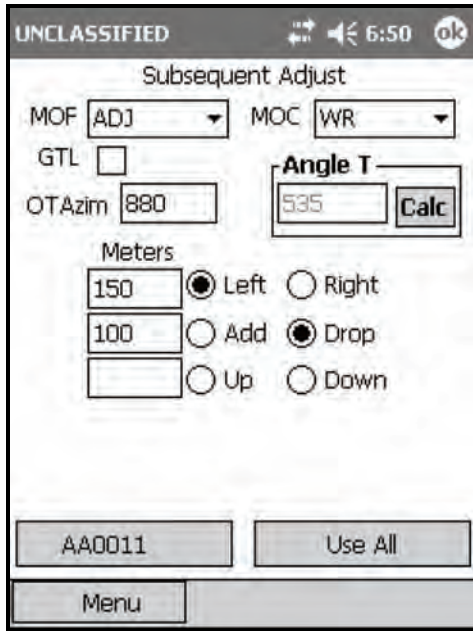 UNCLASSIFIED 6:50 ok
Subsequent Adjust
MOF ADJ MOC WR
GTL
Angle T
OTAzim 880 535 Calc
Meters
150 Left Right
100 Add Drop
Up Down
AA0011 Use All
Menu